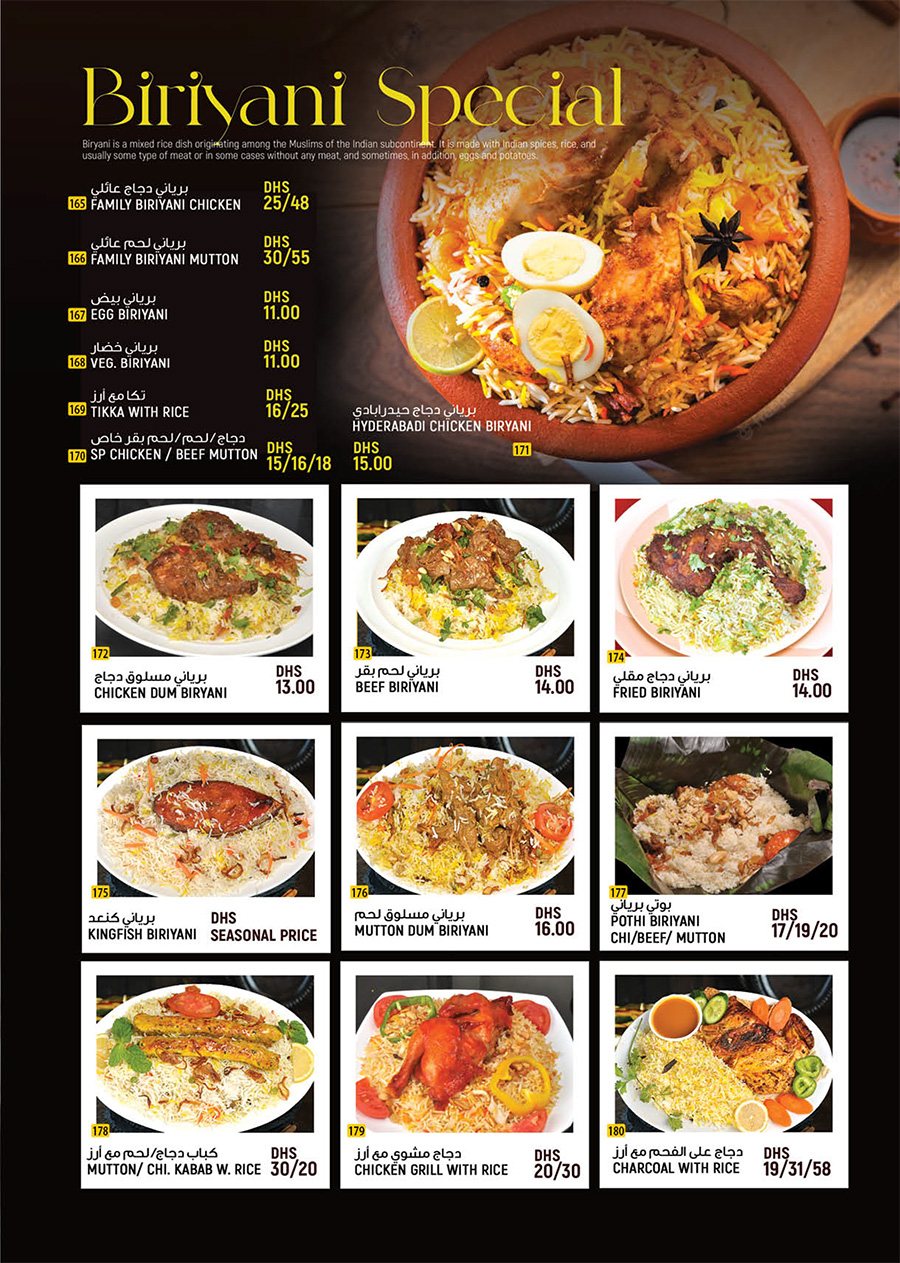 Biriyani Special
Biryani is a mixed rice dish originating among the Muslims of the Indian subcontinent. It is made with Indian spices, rice, and
usually some type of meat or in some cases without any meat, and sometimes, in addition, eggs and potatoes.
برياني دجاج عائلي
165 FAMILY BIRIYANI CHICKEN
DHS
25/48
برياني لحم عائلي
166 FAMILY BIRIYANI MUTTON
DHS
30/55
برياني بيض
167 EGG BIRIYANI
DHS
11.00
برياني خضار
168 VEG. BIRIYANI
DHS
11.00
تكا مع أرز
169 TIKKA WITH RICE
DHS
16/25
دجاج/لحم/لحم بقر خاص
170 SP CHICKEN / BEEF MUTTON
DHS
15/16/18
برياني دجاج حيدرابادي
HYDERABADI CHICKEN BIRYANI
171
DHS
15.00
172
برياني مسلوق دجاج
CHICKEN DUM BIRYANI
DHS
13.00
173
برياني لحم بقر
BEEF BIRIYANI
DHS
14.00
174
برياني دجاج مقلي
FRIED BIRIYANI
DHS
14.00
175
برياني كنعد
KINGFISH BIRIYANI
DHS
SEASONAL PRICE
176
برياني مسلوق لحم
MUTTON DUM BIRIYANI
DHS
16.00
177
بوتي برياني
POTHI BIRIYANI
CHI/BEEF/ MUTTON
DHS
17/19/20
178
كباب دجاج/لحم مع أرز
MUTTON/ CHI. KABAB W. RICE
DHS
30/20
179
دجاج مشوي مع أرز
CHICKEN GRILL WITH RICE
DHS
20/30
180
دجاج على الفحم مع أرز
CHARCOAL WITH RICE
DHS
19/31/58